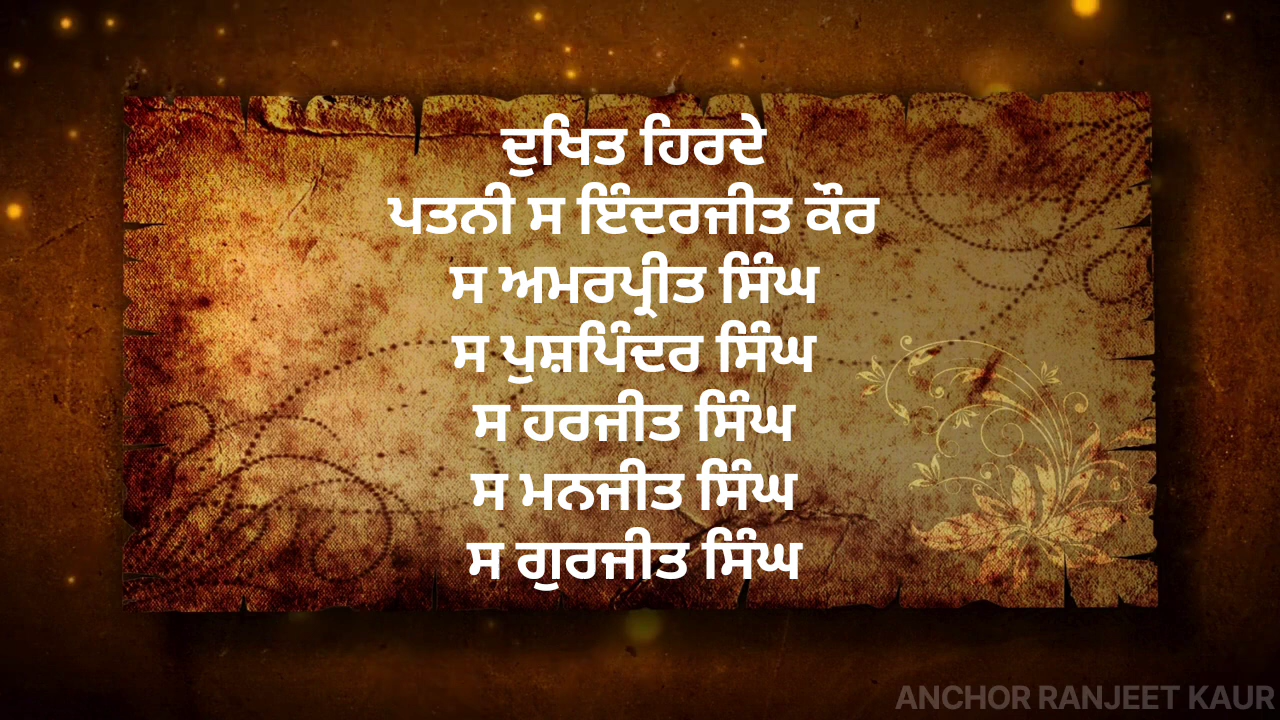 ਦੁਖਿਤ ਹਿਰਦੇ
ਪਤਨੀ ਸ ਇੰਦਰਜੀਤ ਕੌਰ
ਸ ਅਮਰਪ੍ਰੀਤ ਸਿੰਘ
ਸ ਪੁਸ਼ਪਿੰਦਰ ਸਿੰਘ
ਸ ਹਰਜੀਤ ਸਿੰਘ
ਸ ਮਨਜੀਤ ਸਿੰਘ
ਸ ਗੁਰਜੀਤ ਸਿੰਘ
ANCHOR RANJEET KAUR